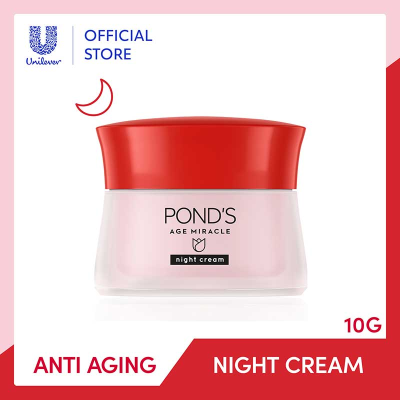 Unilever
OFFICIAL
STORE
POND'S
AGE MIRACLE
night cream
10G
ANTI AGING
NIGHT CREAM